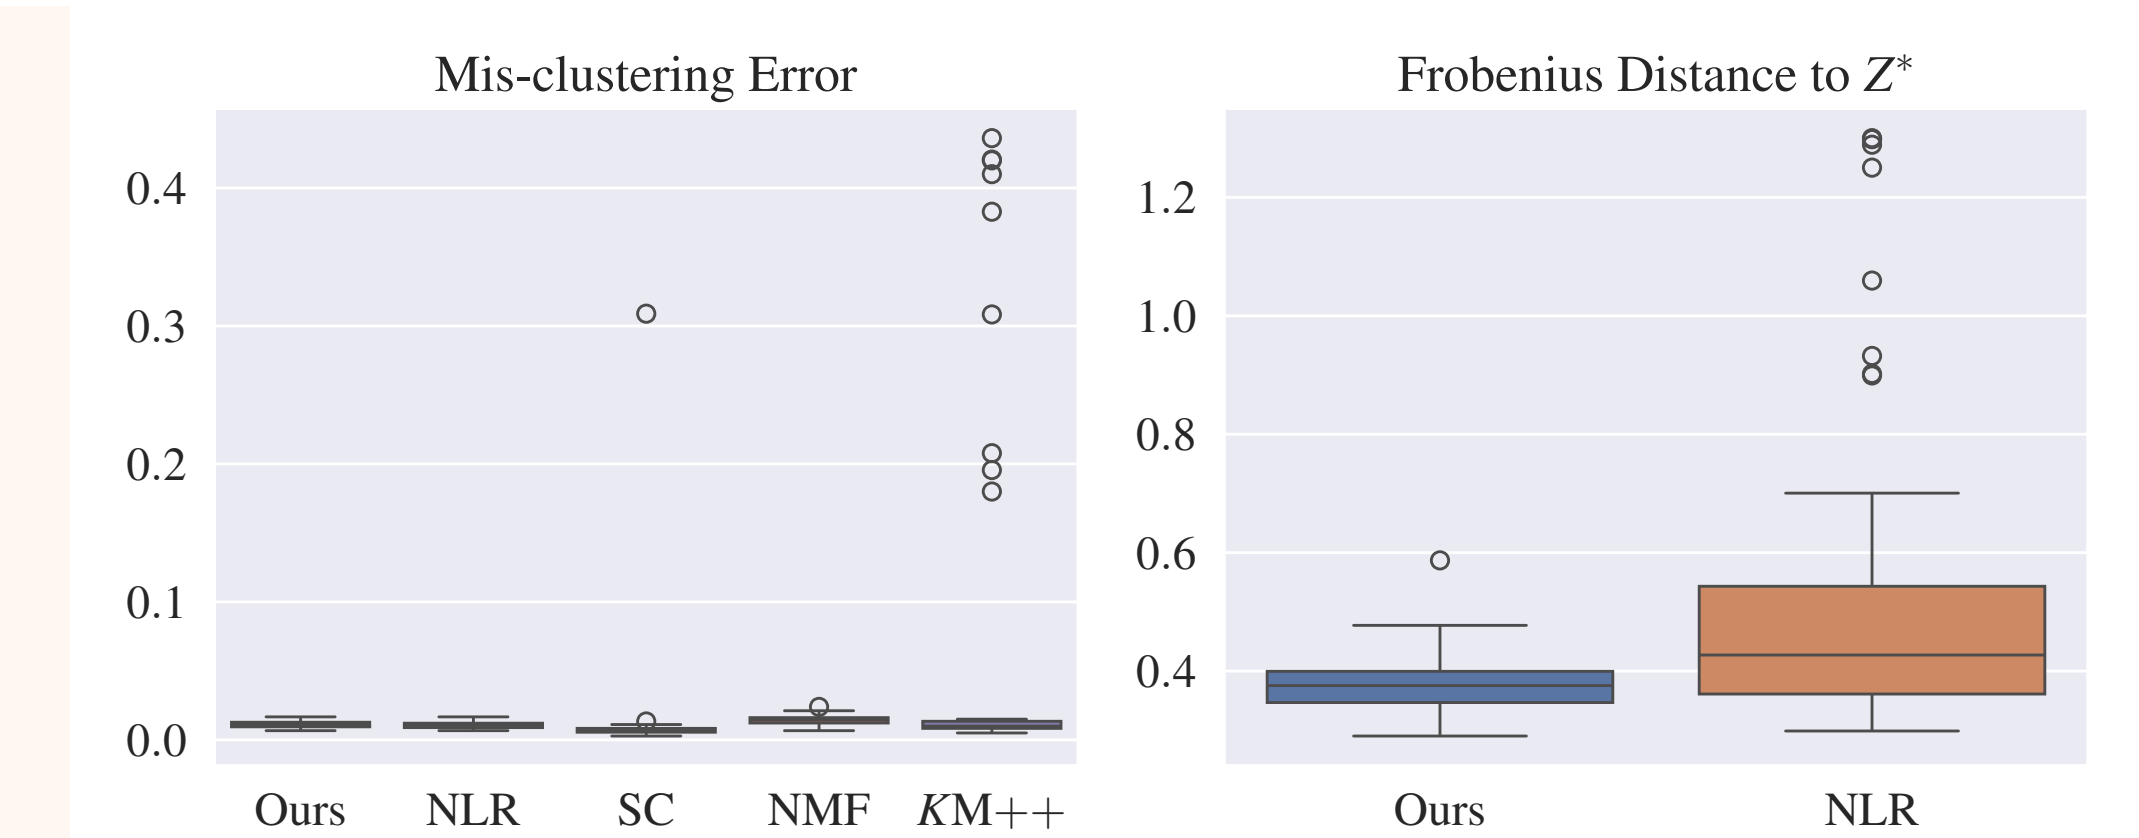 Mis-clustering Error
0.4
0.3
0.2
0.1
0.0
Ours NLR SC NMF KM++
Frobenius Distance to Z*
1.2
1.0
0.8
0.6
0.4
Ours NLR